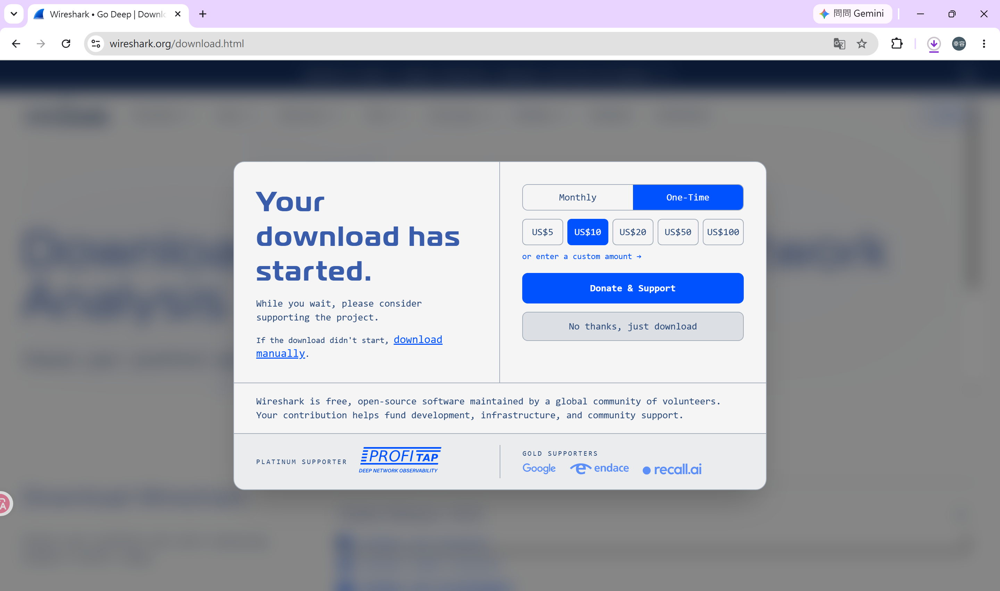 Wireshark • Go Deep | Downlo
問問 Gemini
wireshark.org/download.html
幸容
Your
download has
started.
While you wait, please consider
supporting the project.
If the download didn't start, download
manually.
Monthly
One-Time
US$5
US$10
US$20
US$50
US$100
or enter a custom amount →
Donate & Support
No thanks, just download
Wireshark is free, open-source software maintained by a global community of volunteers.
Your contribution helps fund development, infrastructure, and community support.
PLATINUM SUPPORTER
PROFITAP
DEEP NETWORK OBSERVABILITY
GOLD SUPPORTERS
Google
endace
recall.ai